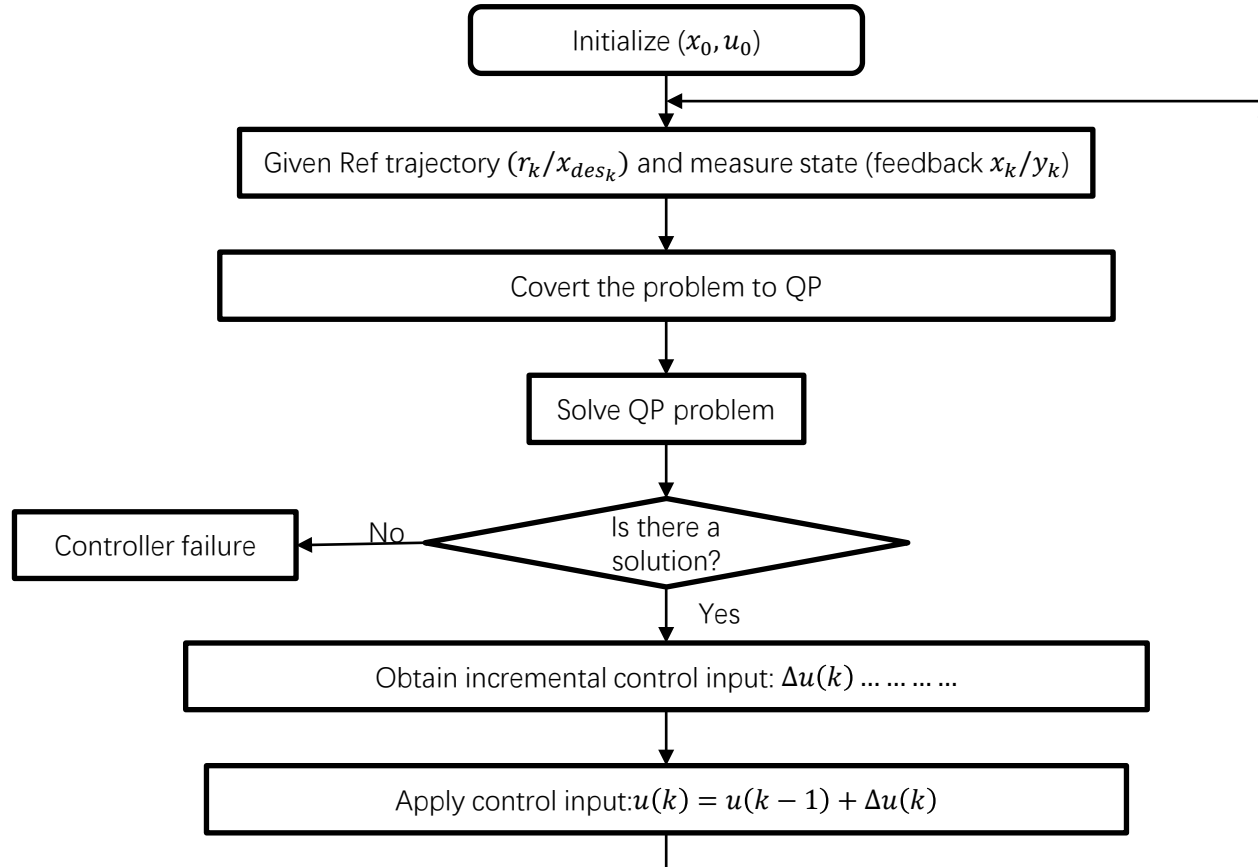 Initialize (x₀, u₀)
Given Ref trajectory (rₖ/x_{desₖ}) and measure state (feedback xₖ/yₖ)
Covert the problem to QP
Solve QP problem
Is there a
solution?
No
Controller failure
Yes
Obtain incremental control input: Δu(k) … … … …
Apply control input:u(k) = u(k − 1) + Δu(k)